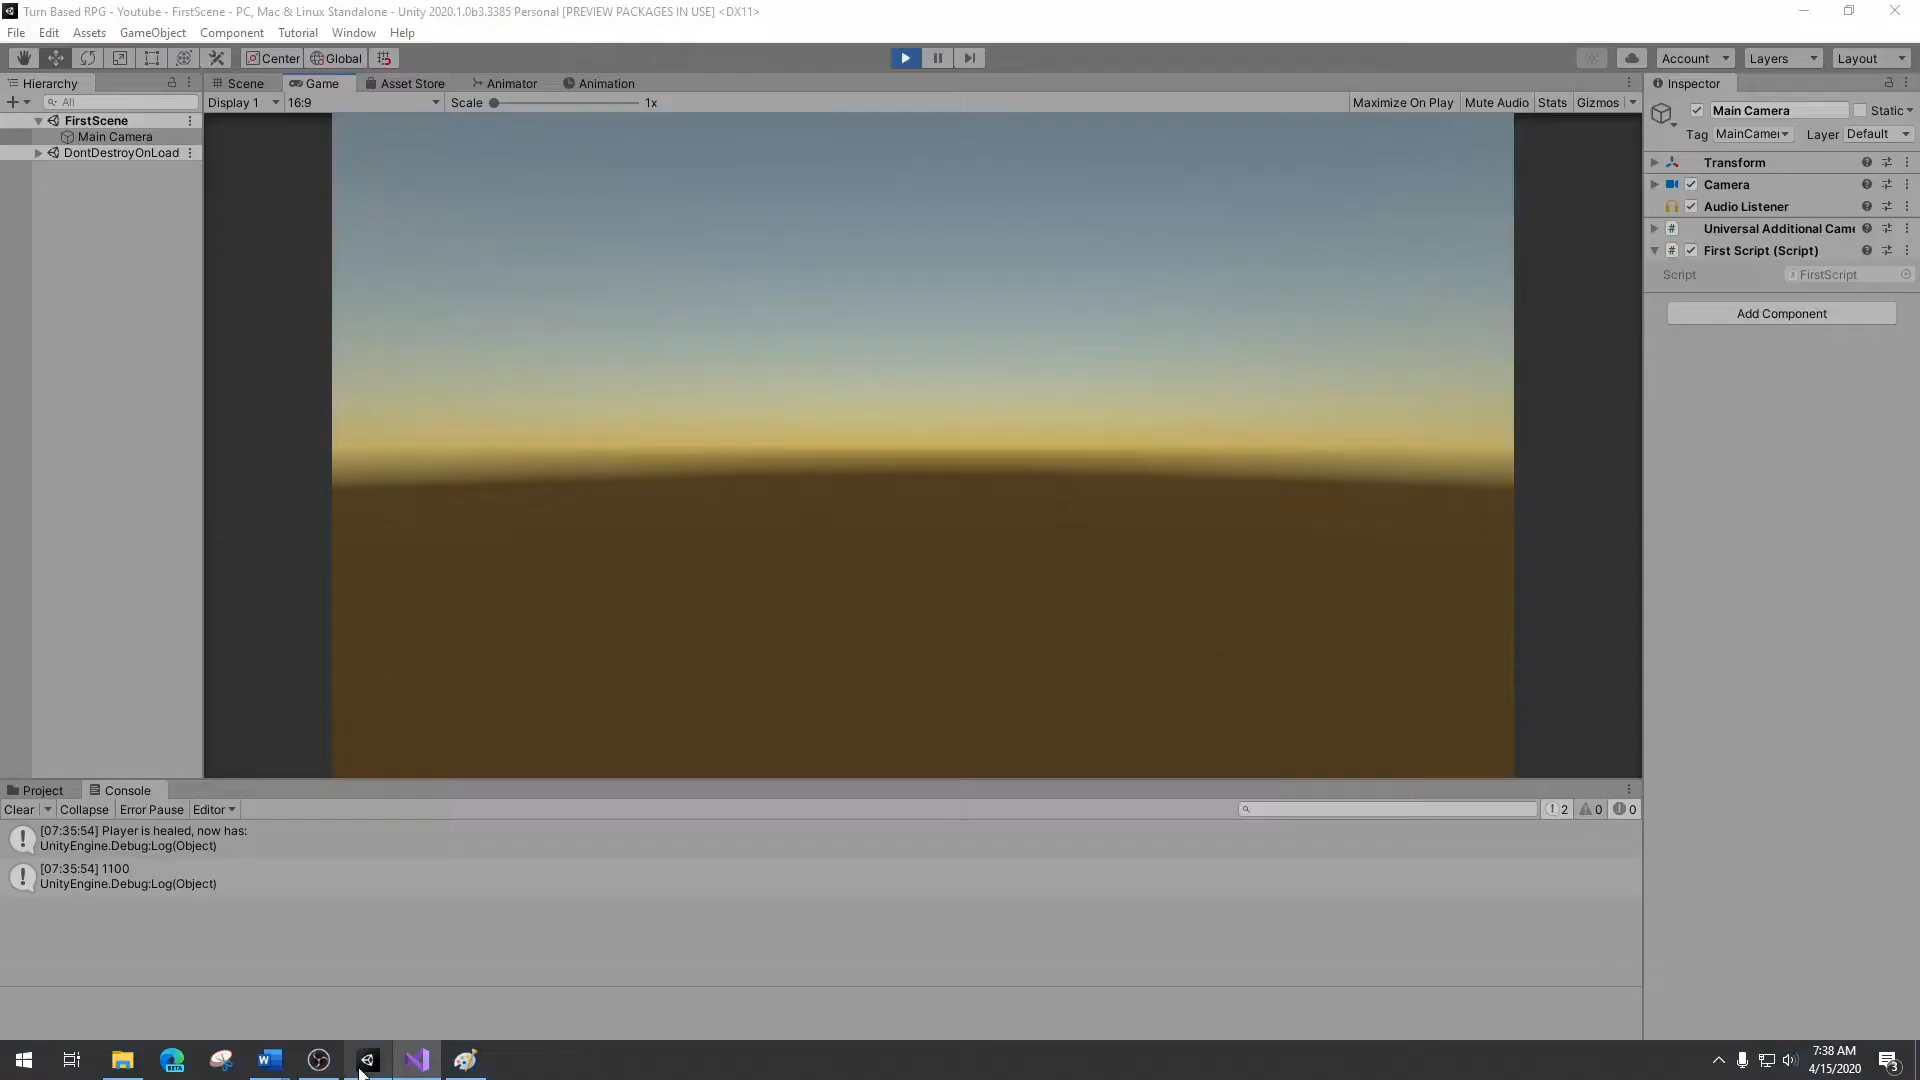 Turn Based RPG - Youtube - FirstScene - PC, Mac & Linux Standalone - Unity 2020.1.0b3.3385 Personal [PREVIEW PACKAGES IN USE] <DX11>
File Edit Assets GameObject Component Tutorial Window Help
Center Global Account Layers Layout
Hierarchy Scene Game Asset Store Animator Animation Inspector
All Display 1 16:9 Scale 1x Maximize On Play Mute Audio Stats Gizmos
Main Camera Static
FirstScene
Main Camera
Tag MainCamer Layer Default
DontDestroyOnLoad
Transform
Camera
Audio Listener
Universal Additional Came
First Script (Script)
Script FirstScript
Add Component
Project Console
Clear Collapse Error Pause Editor 2 0 0
[07:35:54] Player is healed, now has:
UnityEngine.Debug:Log(Object)
[07:35:54] 1100
UnityEngine.Debug:Log(Object)
BETA
7:38 AM
4/15/2020
3